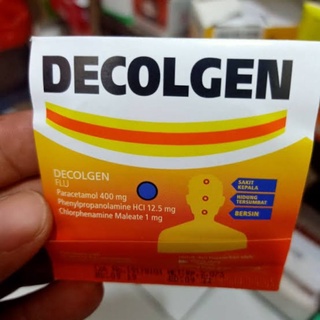 DECOLGEN
DECOLGEN
FLU
Paracetamol 400 mg
Phenylpropanolamine HCl 12.5 mg
Chlorphenamine Maleate 1 mg
SAKIT
KEPALA
HIDUNG
TERSUMBAT
BERSIN